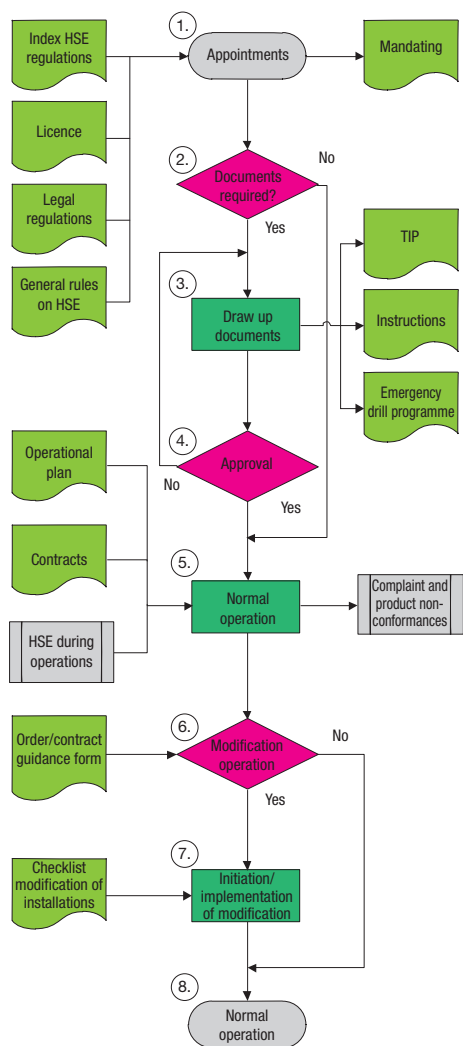 1.
Index HSE
regulations
Appointments
Mandating
Licence
2.
No
Documents
required?
Legal
regulations
Yes
TIP
General rules
on HSE
3.
Draw up
documents
Instructions
Emergency
drill programme
4.
Operational
plan
Approval
No
Yes
Contracts
5.
Normal
operation
Complaint and
product non-
conformances
HSE during
operations
6.
No
Order/contract
guidance form
Modification
operation
Yes
7.
Checklist
modification of
installations
Initiation/
implementation
of modification
8.
Normal
operation